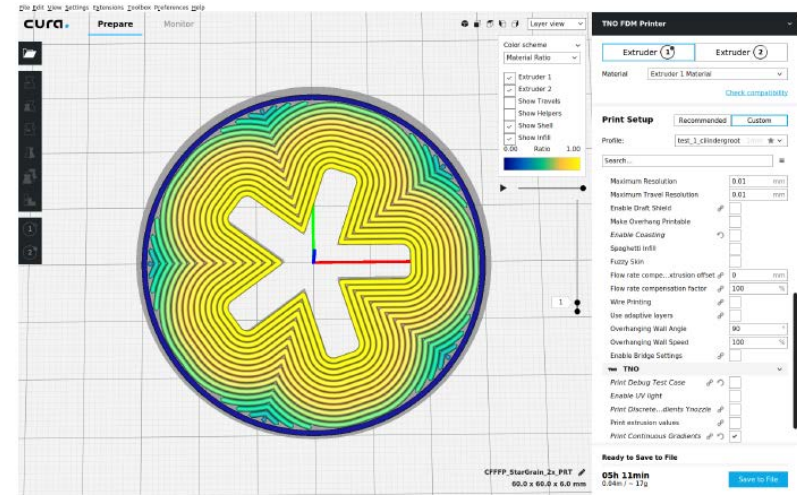 File Edit View Settings Extensions Toolbox Preferences Help
cura.
Prepare
Monitor
Layer view
Color scheme
Material Ratio
Extruder 1
Extruder 2
Show Travels
Show Helpers
Show Shell
Show Infill
0.00 Ratio 1.00
1
2
1
CFFFP_StarGrain_2x_PRT
60.0 x 60.0 x 6.0 mm
TNO FDM Printer
Extruder 1
Extruder 2
Material Extruder 1 Material
Check compatibility
Print Setup Recommended Custom
Profile: test_1_cilindergroot
Search...
Maximum Resolution 0.01 mm
Maximum Travel Resolution 0.01 mm
Enable Draft Shield
Make Overhang Printable
Enable Coasting
Spaghetti Infill
Fuzzy Skin
Flow rate compe...xtrusion offset 0 mm
Flow rate compensation factor 100 %
Wire Printing
Use adaptive layers
Overhanging Wall Angle 90 °
Overhanging Wall Speed 100 %
Enable Bridge Settings
TNO TNO
Print Debug Test Case
Enable UV light
Print Discrete...dients Ynozzle
Print extrusion values
Print Continuous Gradients
Ready to Save to File
05h 11min
0.04m / ~ 17g
Save to File